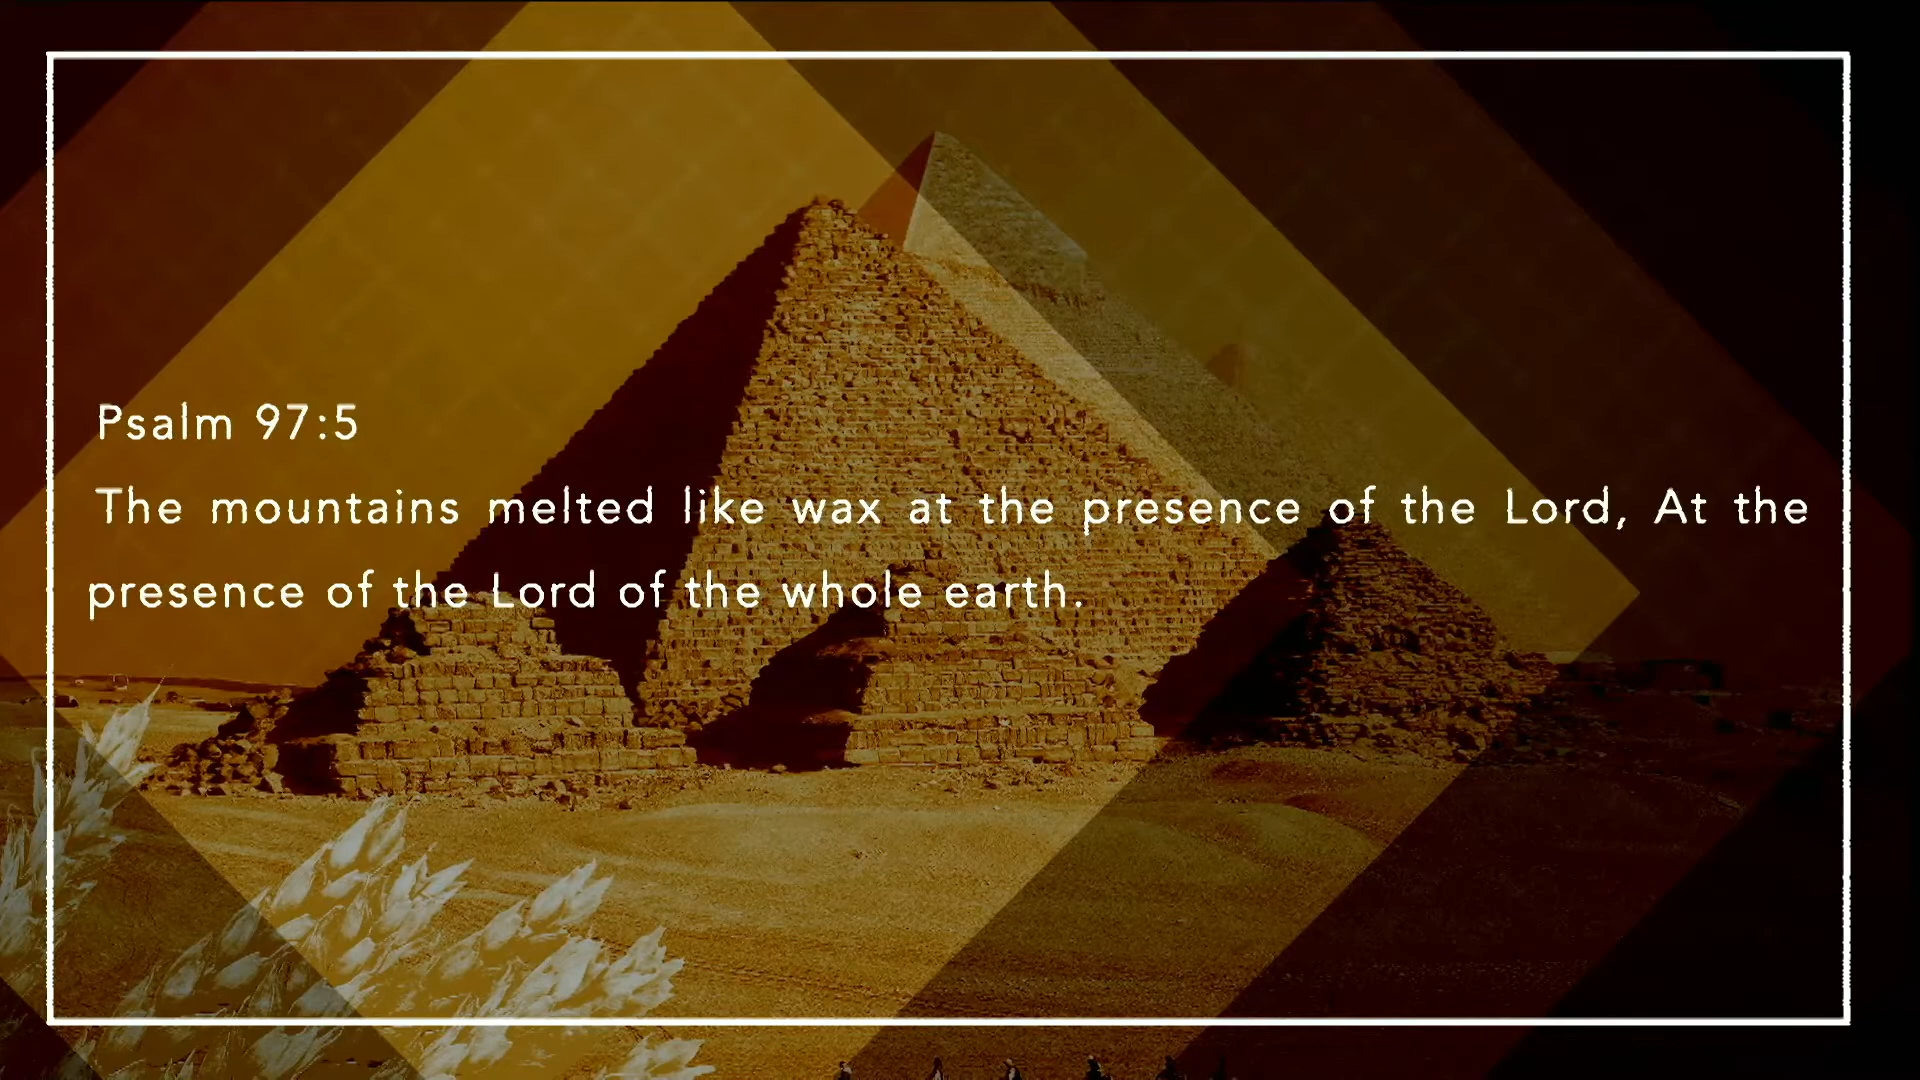 Psalm 97:5
The mountains melted like wax at the presence of the Lord, At the
presence of the Lord of the whole earth.